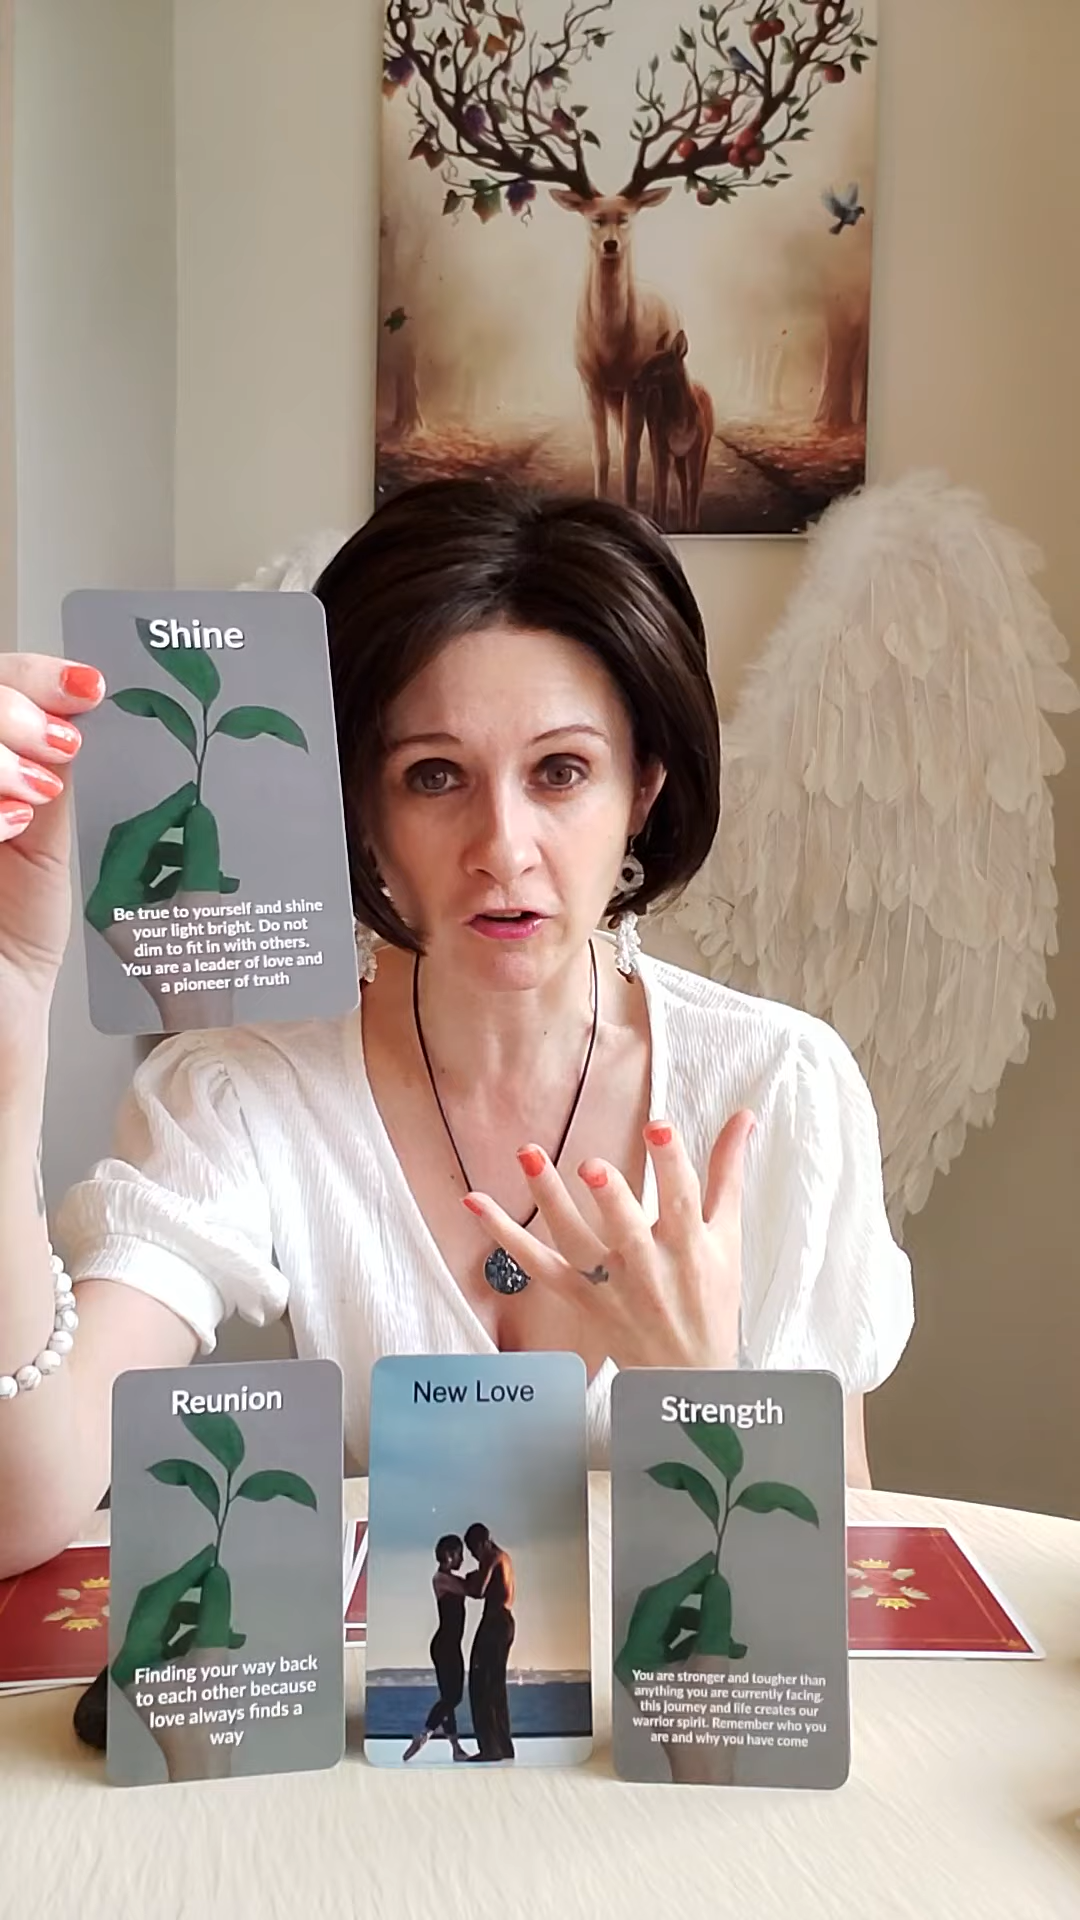 Shine
Be true to yourself and shine
your light bright. Do not
dim to fit in with others.
You are a leader of love and
a pioneer of truth
Reunion
Finding your way back
to each other because
love always finds a
way
New Love
Strength
You are stronger and tougher than
anything you are currently facing,
this journey and life creates our
warrior spirit. Remember who you
are and why you have come